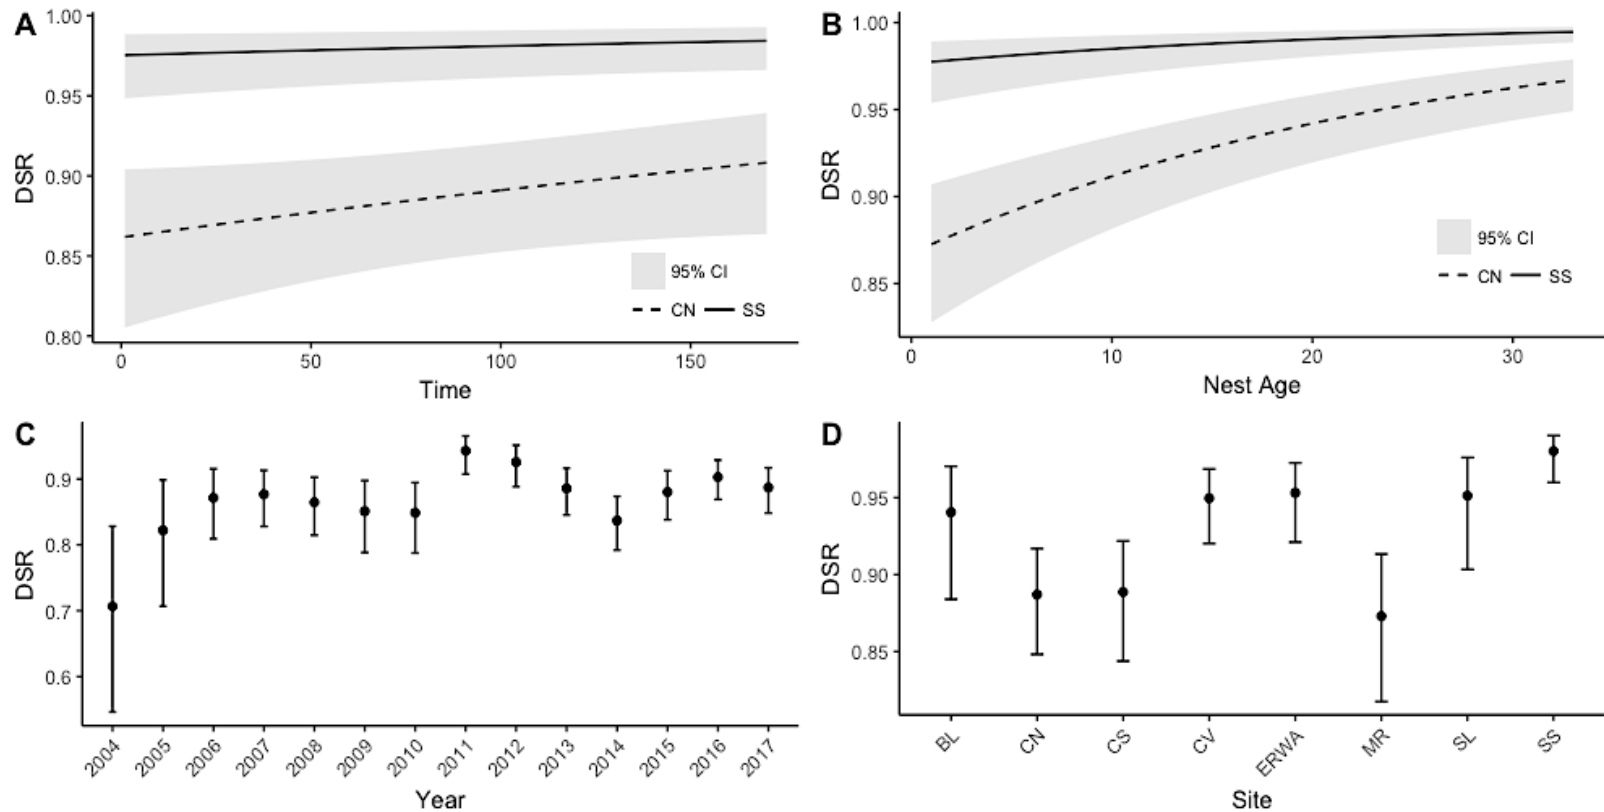 A
1.00
0.95
0.90
0.85
0.80
DSR
0
50
100
150
Time
95% CI
CN SS
B
1.00
0.95
0.90
0.85
DSR
0
10
20
30
Nest Age
95% CI
CN SS
C
0.9
0.8
0.7
0.6
DSR
2004
2005
2006
2007
2008
2009
2010
2011
2012
2013
2014
2015
2016
2017
Year
D
0.95
0.90
0.85
DSR
BL
CN
CS
CV
ERWA
MR
SL
SS
Site